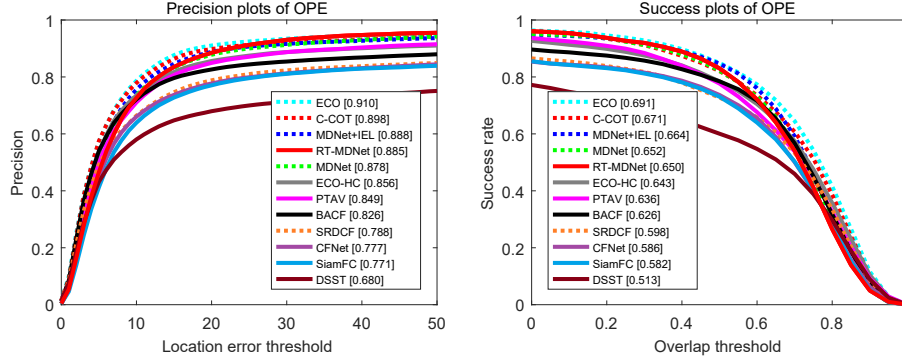 Precision plots of OPE
1
0.8
0.6
0.4
0.2
0
Precision
ECO [0.910]
C-COT [0.898]
MDNet+IEL [0.888]
RT-MDNet [0.885]
MDNet [0.878]
ECO-HC [0.856]
PTAV [0.849]
BACF [0.826]
SRDCF [0.788]
CFNet [0.777]
SiamFC [0.771]
DSST [0.680]
0 10 20 30 40 50
Location error threshold
Success plots of OPE
1
0.8
0.6
0.4
0.2
0
Success rate
ECO [0.691]
C-COT [0.671]
MDNet+IEL [0.664]
MDNet [0.652]
RT-MDNet [0.650]
ECO-HC [0.643]
PTAV [0.636]
BACF [0.626]
SRDCF [0.598]
CFNet [0.586]
SiamFC [0.582]
DSST [0.513]
0 0.2 0.4 0.6 0.8
Overlap threshold